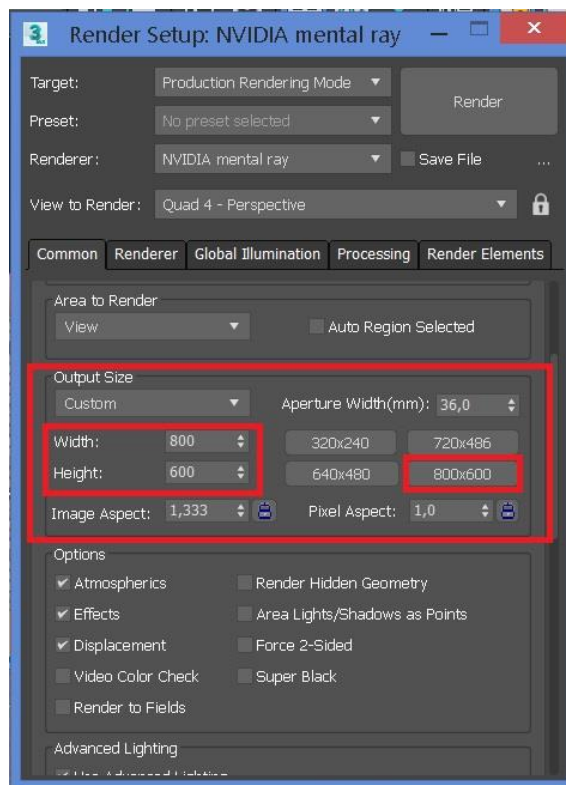 Render Setup: NVIDIA mental ray
Target: Production Rendering Mode
Render
Preset: No preset selected
Renderer: NVIDIA mental ray Save File ...
View to Render: Quad 4 - Perspective
Common Renderer Global Illumination Processing Render Elements
Area to Render
View Auto Region Selected
Output Size
Custom Aperture Width(mm): 36,0
Width: 800 320x240 720x486
Height: 600 640x480 800x600
Image Aspect: 1,333 Pixel Aspect: 1,0
Options
Atmospherics Render Hidden Geometry
Effects Area Lights/Shadows as Points
Displacement Force 2-Sided
Video Color Check Super Black
Render to Fields
Advanced Lighting